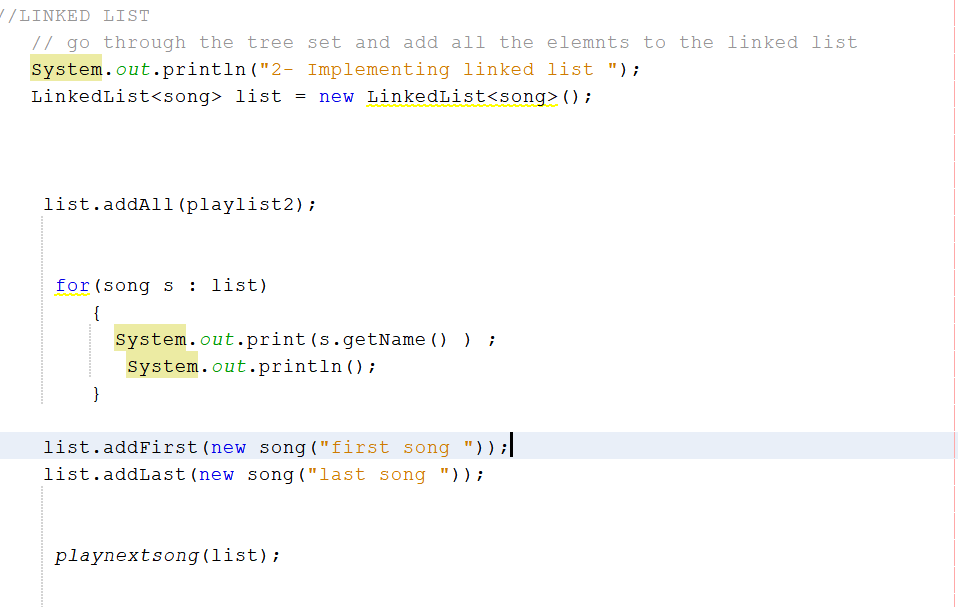 //LINKED LIST
// go through the tree set and add all the elemnts to the linked list
System.out.println("2- Implementing linked list ");
LinkedList<song> list = new LinkedList<song>();
list.addAll(playlist2);
for(song s : list)
{
System.out.print(s.getName() ) ;
System.out.println();
}
list.addFirst(new song("first song "));
list.addLast(new song("last song "));
playnextsong(list);